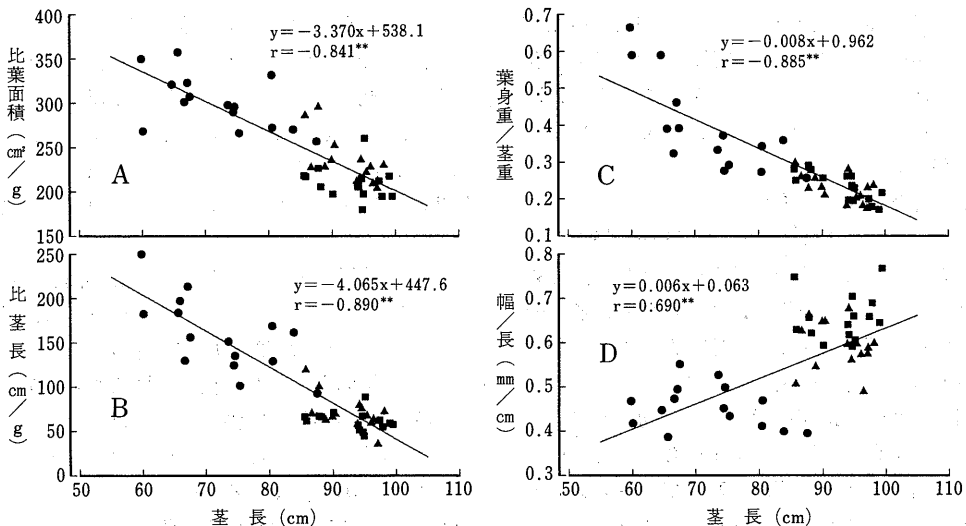 比葉面積(cm²/g)
400
350
300
250
200
150
y=−3.370x+538.1
r=−0.841**
A
葉身重/茎重
0.7
0.6
0.5
0.4
0.3
0.2
0.1
y=−0.008x+0.962
r=−0.885**
C
比茎長(cm/g)
250
200
150
100
50
0
y=−4.065x+447.6
r=−0.890**
B
50 60 70 80 90 100 110
茎長(cm)
幅/長(mm/cm)
0.8
0.7
0.6
0.5
0.4
0.3
y=0.006x+0.063
r=0.690**
D
50 60 70 80 90 100 110
茎長(cm)